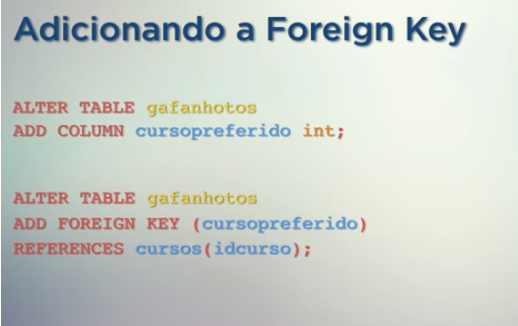 Adicionando a Foreign Key
ALTER TABLE gafanhotos
ADD COLUMN cursopreferido int;
ALTER TABLE gafanhotos
ADD FOREIGN KEY (cursopreferido)
REFERENCES cursos(idcurso);